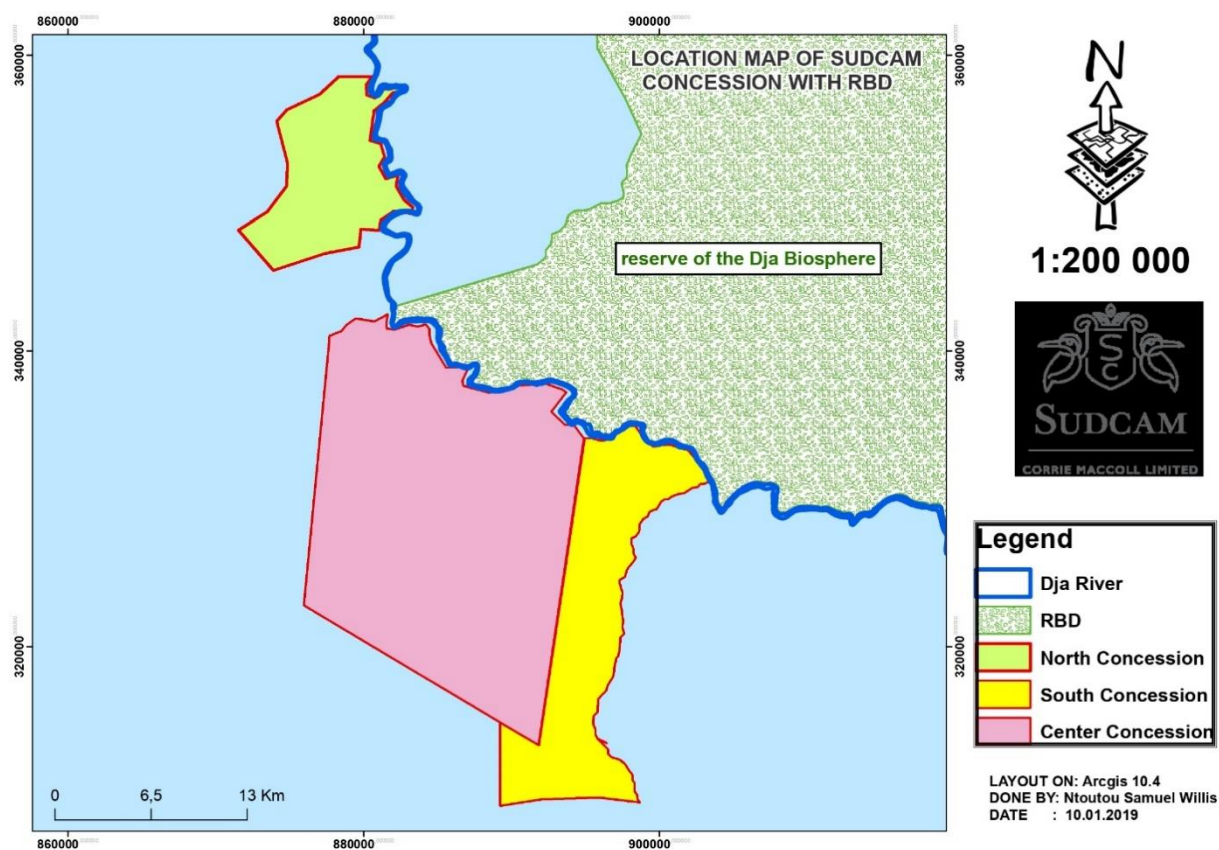 860000
880000
900000
LOCATION MAP OF SUDCAM
CONCESSION WITH RBD
360000
360000
N
reserve of the Dja Biosphere
1:200 000
340000
340000
S
C
SUDCAM
CORRIE MACCOLL LIMITED
320000
320000
Legend
Dja River
RBD
North Concession
South Concession
Center Concession
0 6,5 13 Km
LAYOUT ON: Arcgis 10.4
DONE BY: Ntoutou Samuel Willis
DATE : 10.01.2019
860000
880000
900000